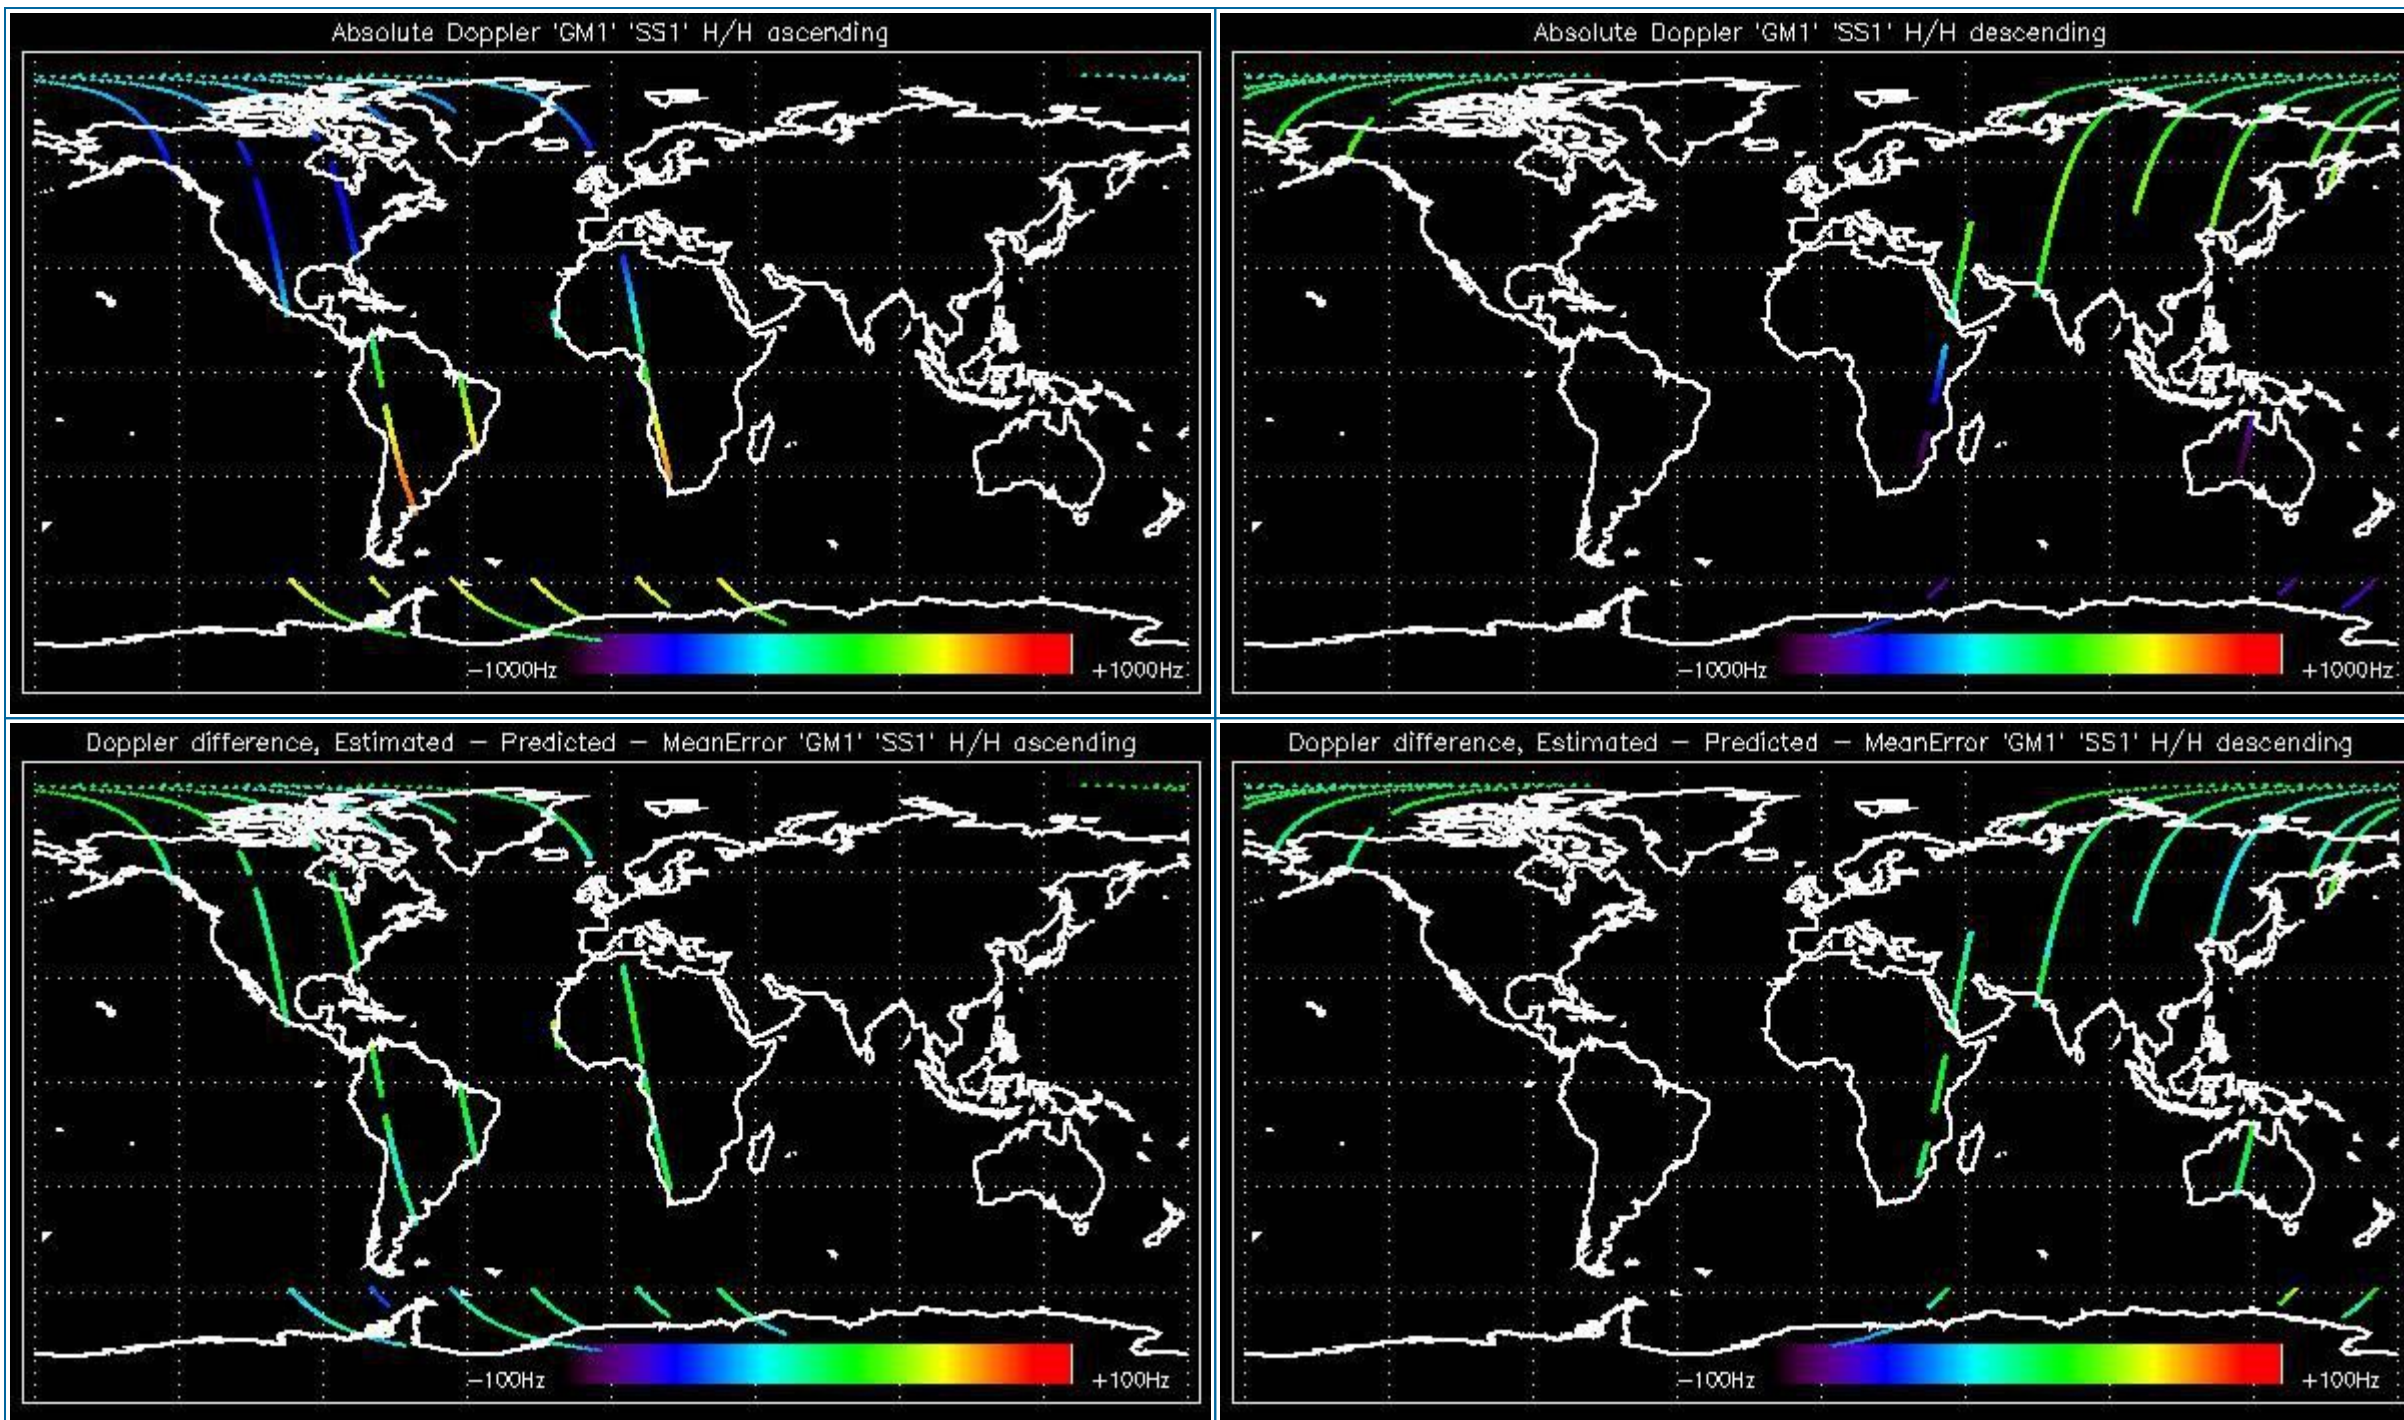 Absolute Doppler 'GM1' 'SS1' H/H ascending
−1000Hz
+1000Hz
Absolute Doppler 'GM1' 'SS1' H/H descending
−1000Hz
+1000Hz
Doppler difference, Estimated − Predicted − MeanError 'GM1' 'SS1' H/H ascending
−100Hz
+100Hz
Doppler difference, Estimated − Predicted − MeanError 'GM1' 'SS1' H/H descending
−100Hz
+100Hz